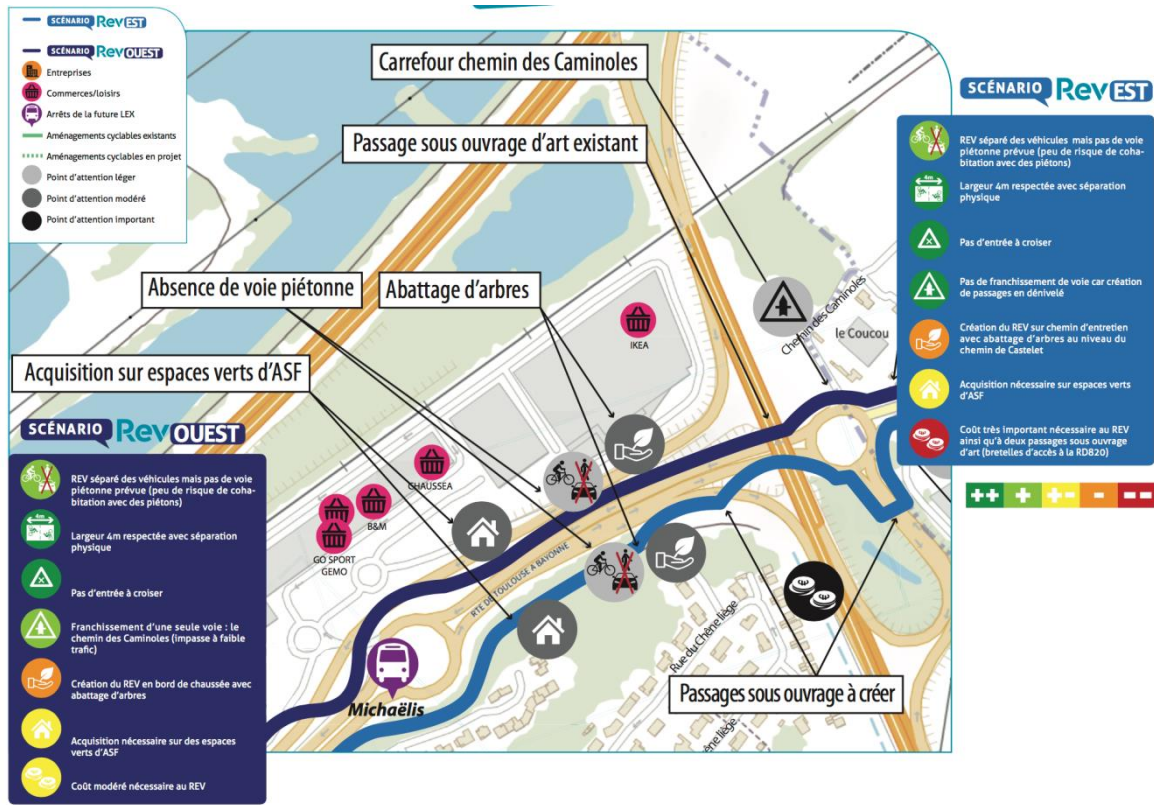 SCÉNARIO RevEST
SCÉNARIO RevOUEST
Entreprises
Commerces/loisirs
Arrêts de la future LEX
Aménagements cyclables existants
Aménagements cyclables en projet
Point d'attention léger
Point d'attention modéré
Point d'attention important
Carrefour chemin des Caminoles
Passage sous ouvrage d'art existant
Absence de voie piétonne
Abattage d'arbres
Acquisition sur espaces verts d'ASF
IKEA
Chemin des Caminoles
le Coucou
CHAUSSEA
B&M
GO SPORT
GEMO
RTE DE TOULOUSE À BAYONNE
Rue du Chêne liège
hêne liège
Michaëlis
Passages sous ouvrage à créer
SCÉNARIO RevOUEST
REV séparé des véhicules mais pas de voie
piétonne prévue (peu de risque de coha-
bitation avec des piétons)
4m
Largeur 4m respectée avec séparation
physique
Pas d'entrée à croiser
Franchissement d'une seule voie : le
chemin des Caminoles (impasse à faible
trafic)
Création du REV en bord de chaussée avec
abattage d'arbres
Acquisition nécessaire sur des espaces
verts d'ASF
Coût modéré nécessaire au REV
SCÉNARIO RevEST
REV séparé des véhicules mais pas de voie
piétonne prévue (peu de risque de coha-
bitation avec des piétons)
4m
Largeur 4m respectée avec séparation
physique
Pas d'entrée à croiser
Pas de franchissement de voie car création
de passages en dénivelé
Création du REV sur chemin d'entretien
avec abattage d'arbres au niveau du
chemin de Castelet
Acquisition nécessaire sur espaces verts
d'ASF
Coût très important nécessaire au REV
ainsi qu'à deux passages sous ouvrage
d'art (bretelles d'accès à la RD820)
++ + +- - --